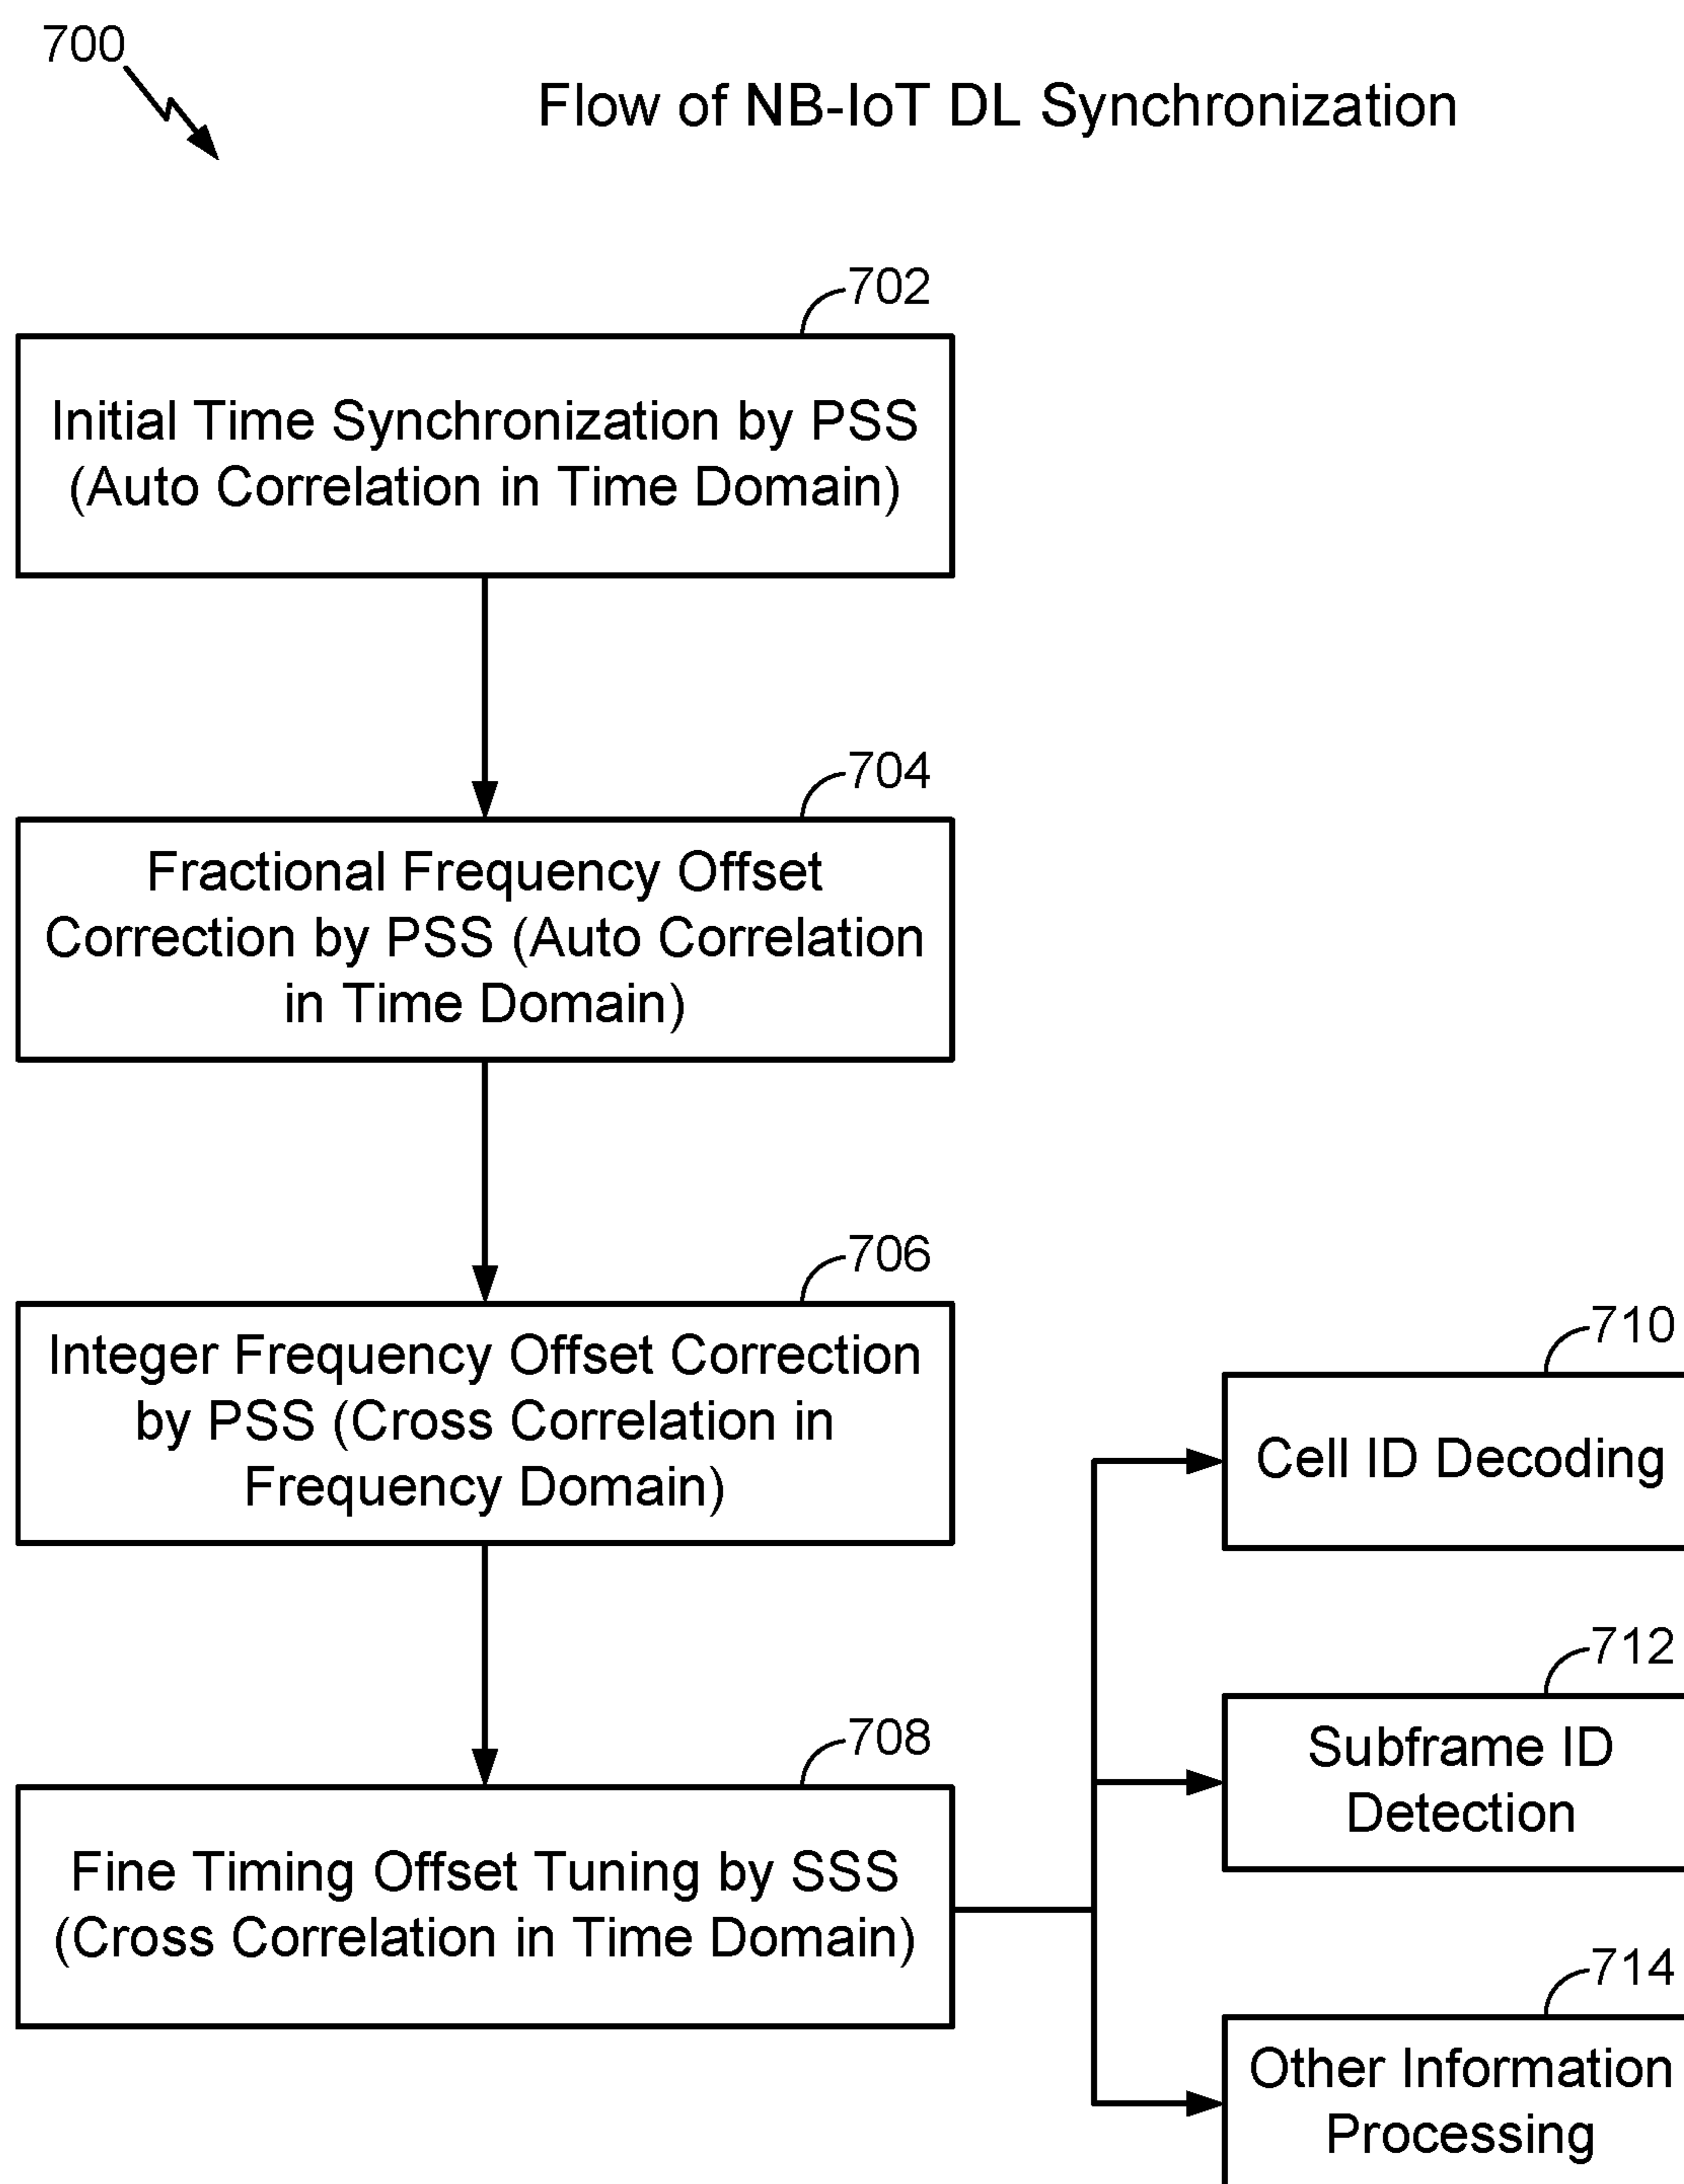 700
Flow of NB-IoT DL Synchronization
702
Initial Time Synchronization by PSS
(Auto Correlation in Time Domain)
704
Fractional Frequency Offset
Correction by PSS (Auto Correlation
in Time Domain)
706
Integer Frequency Offset Correction
by PSS (Cross Correlation in
Frequency Domain)
708
Fine Timing Offset Tuning by SSS
(Cross Correlation in Time Domain)
710
Cell ID Decoding
712
Subframe ID
Detection
714
Other Information
Processing